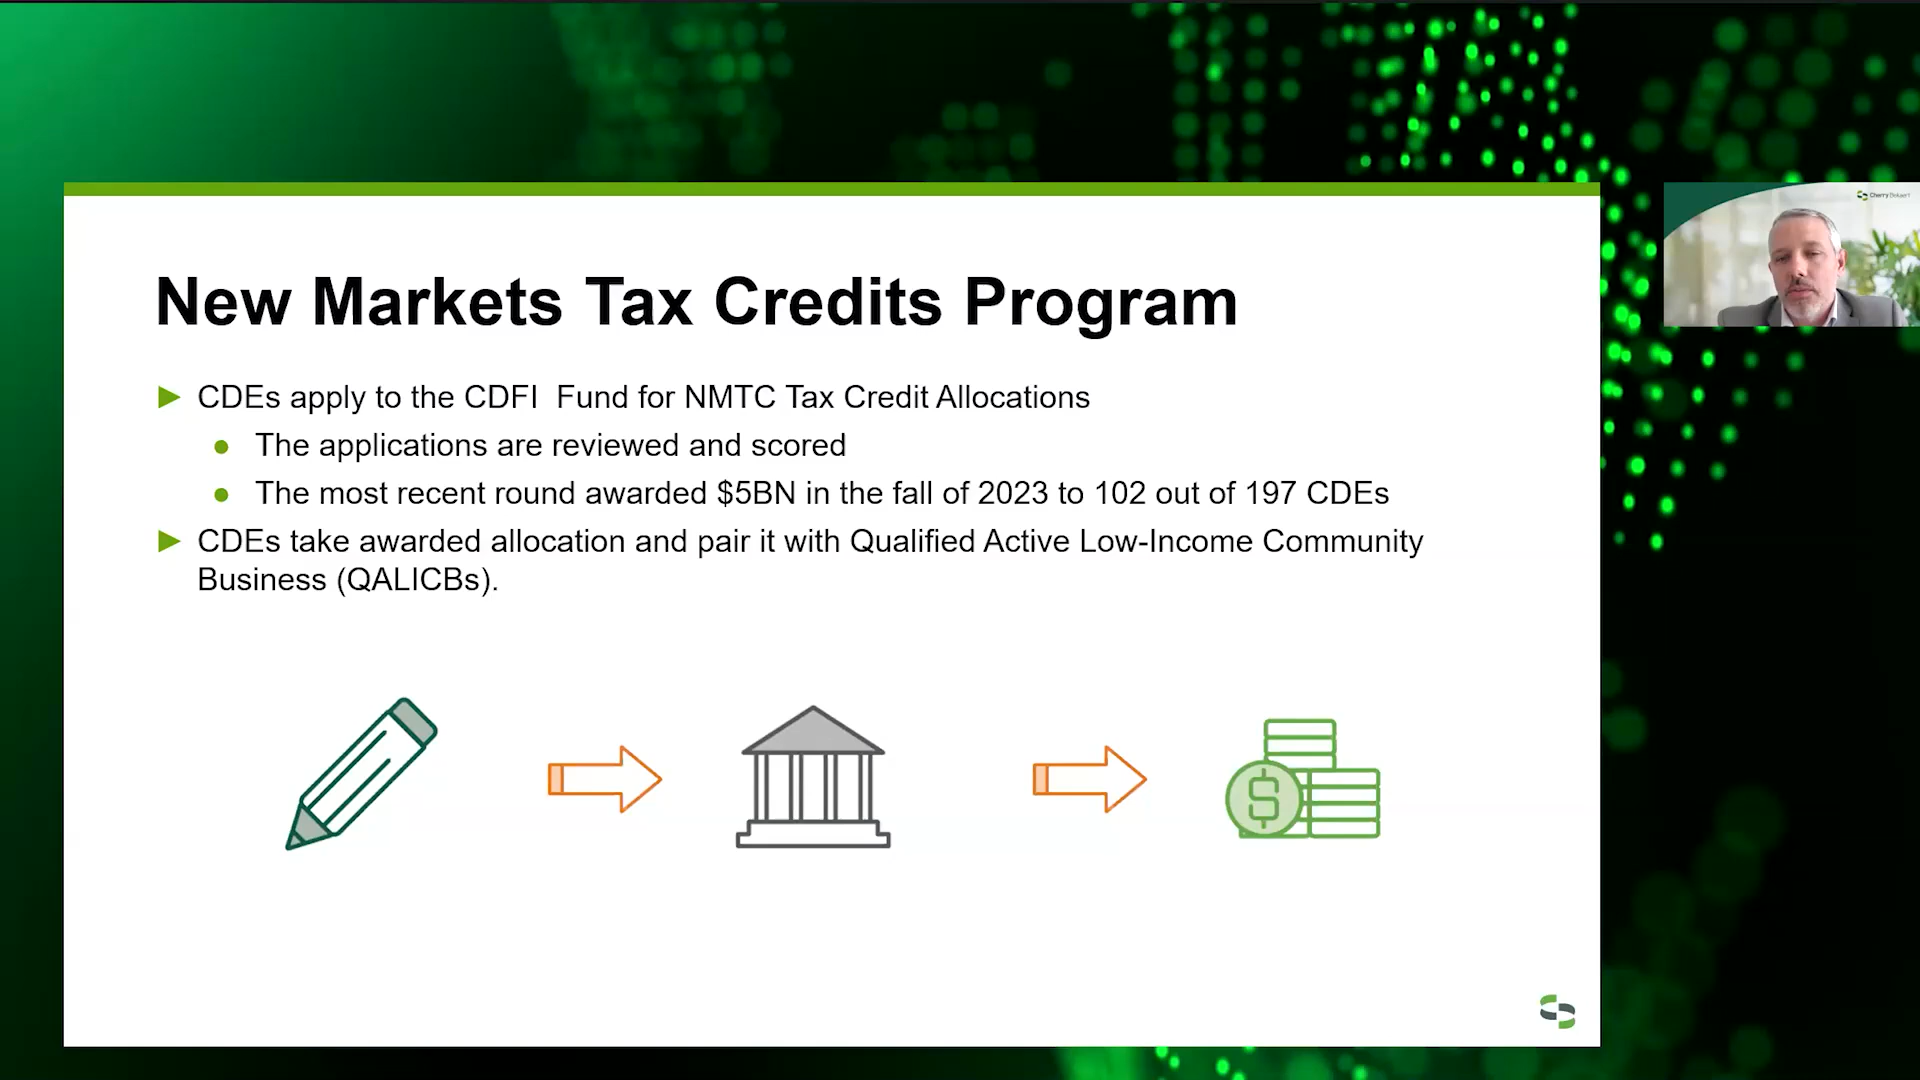 Cherry Bekaert
New Markets Tax Credits Program
CDEs apply to the CDFI  Fund for NMTC Tax Credit Allocations
The applications are reviewed and scored
The most recent round awarded $5BN in the fall of 2023 to 102 out of 197 CDEs
CDEs take awarded allocation and pair it with Qualified Active Low-Income Community
Business (QALICBs).
$